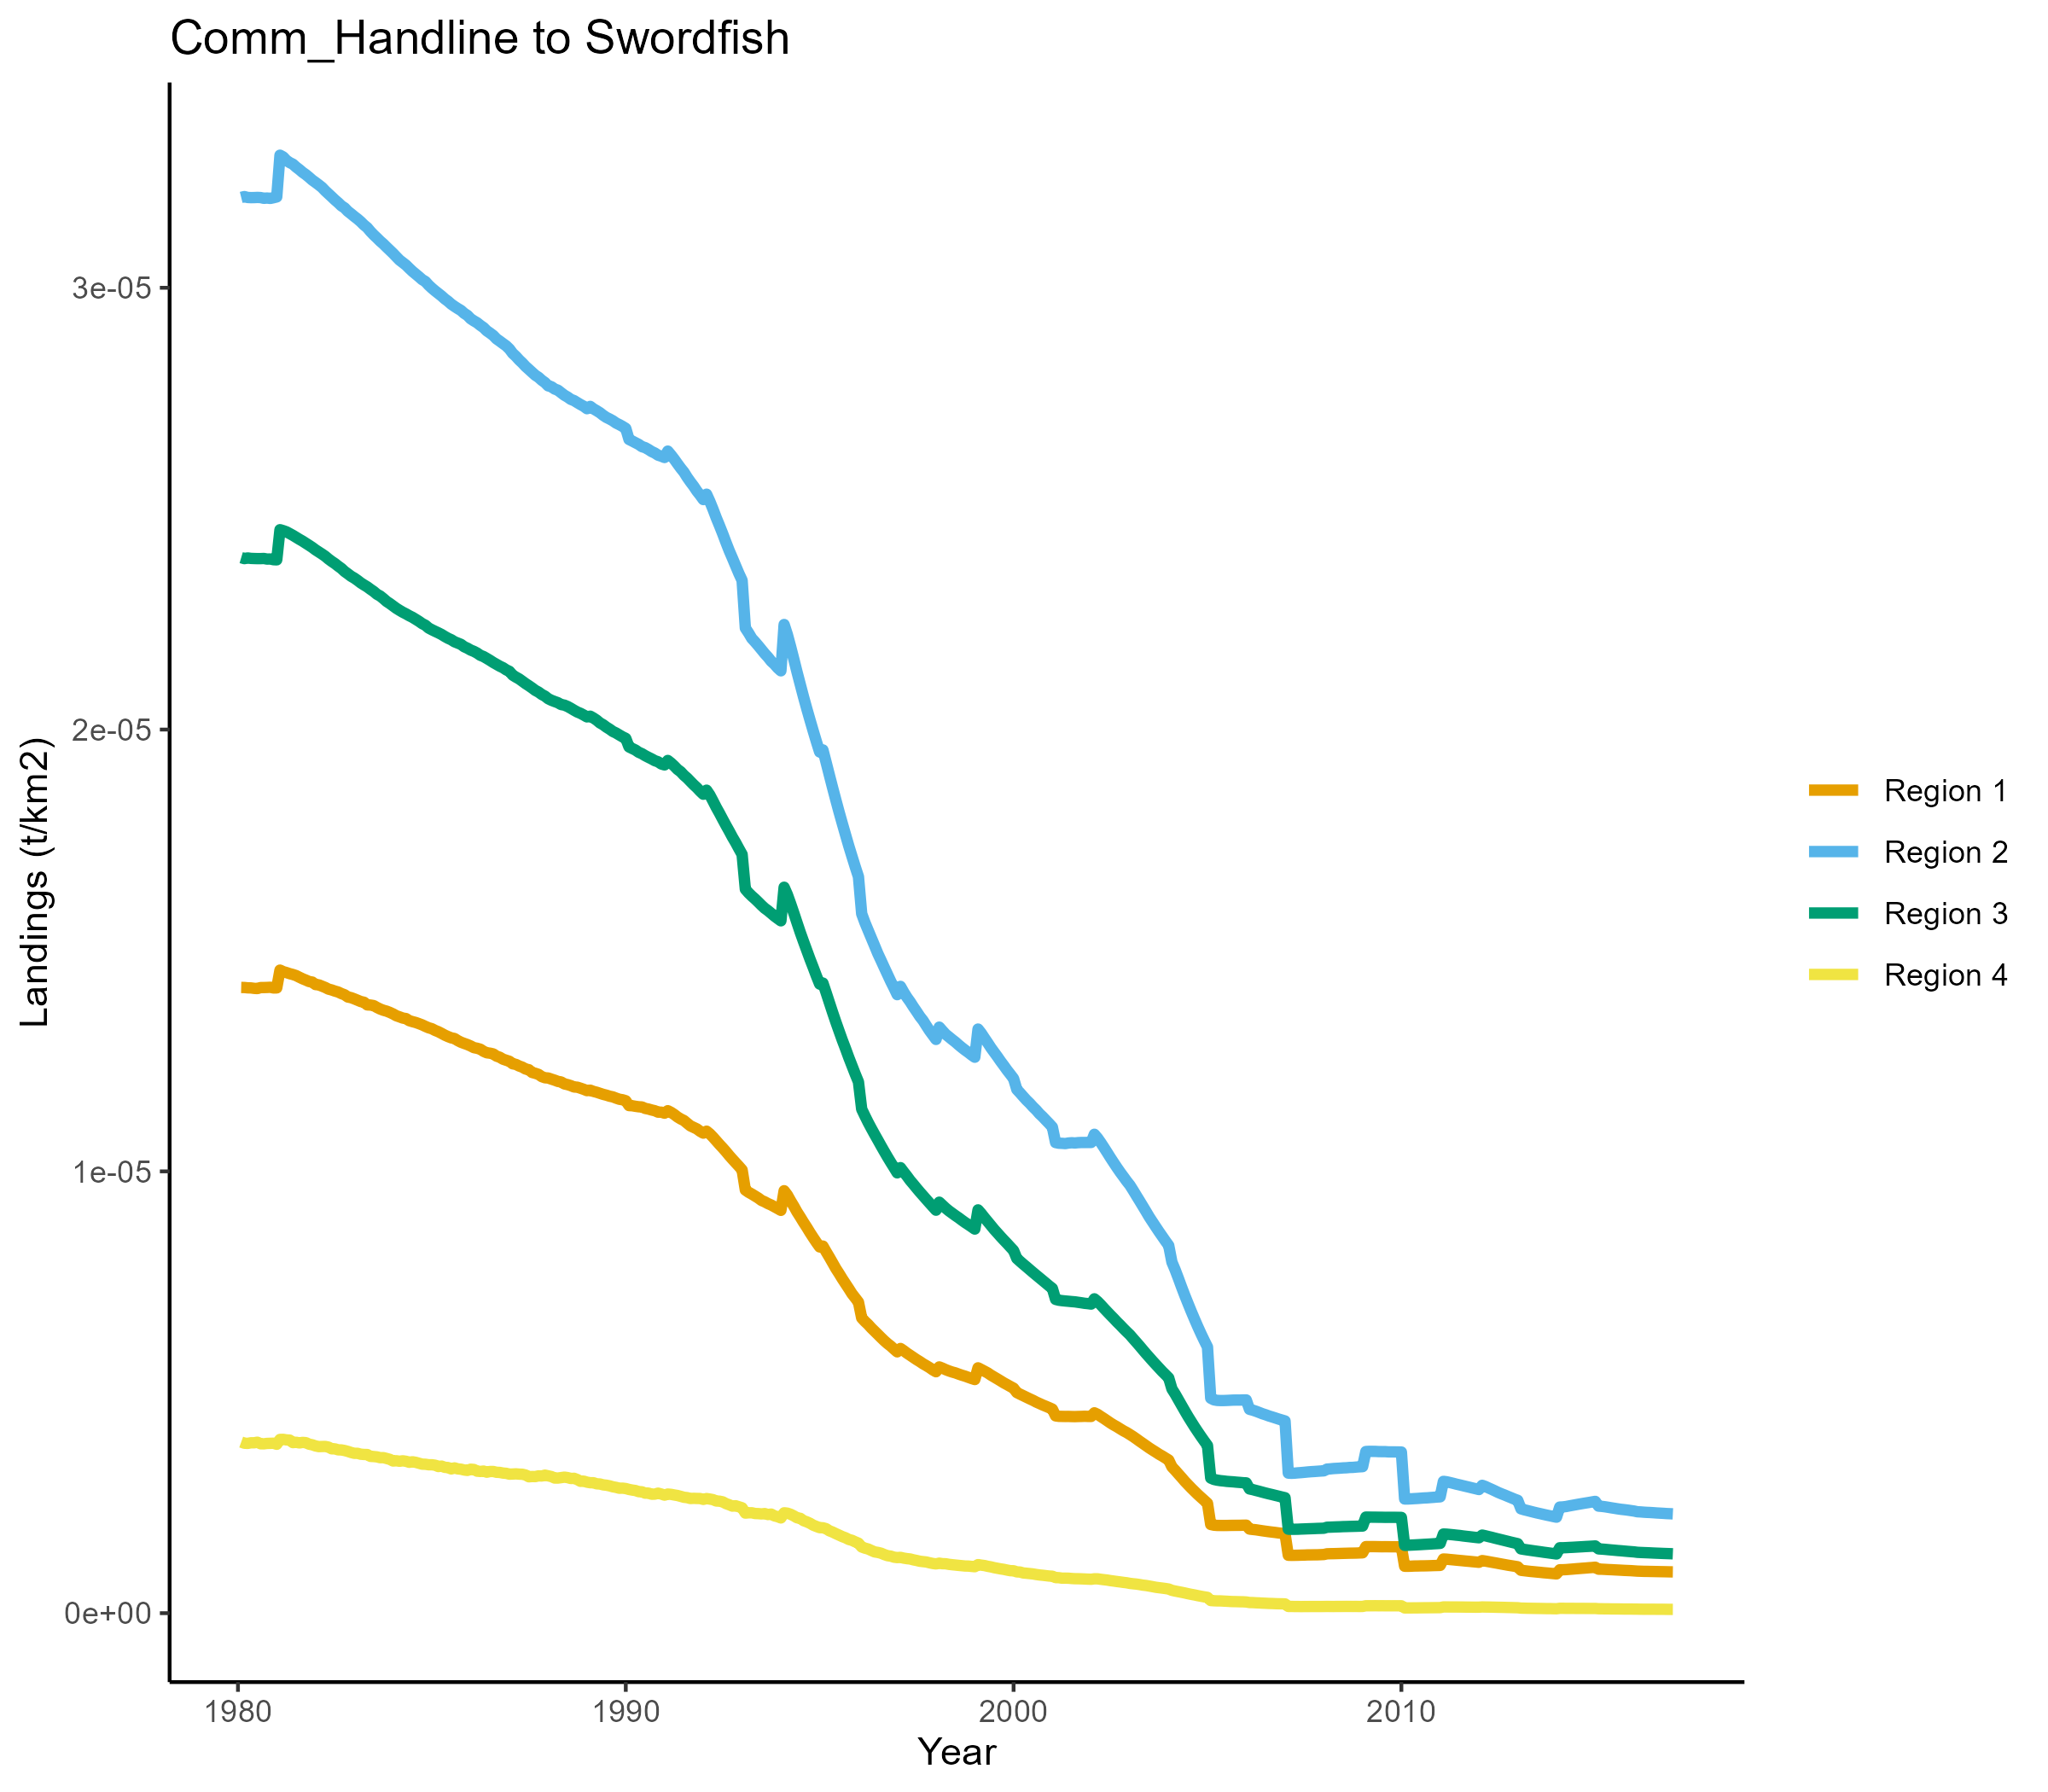 Comm_Handline to Swordfish
Landings (t/km2)
3e-05
2e-05
1e-05
0e+00
1980
1990
2000
2010
Year
Region 1
Region 2
Region 3
Region 4